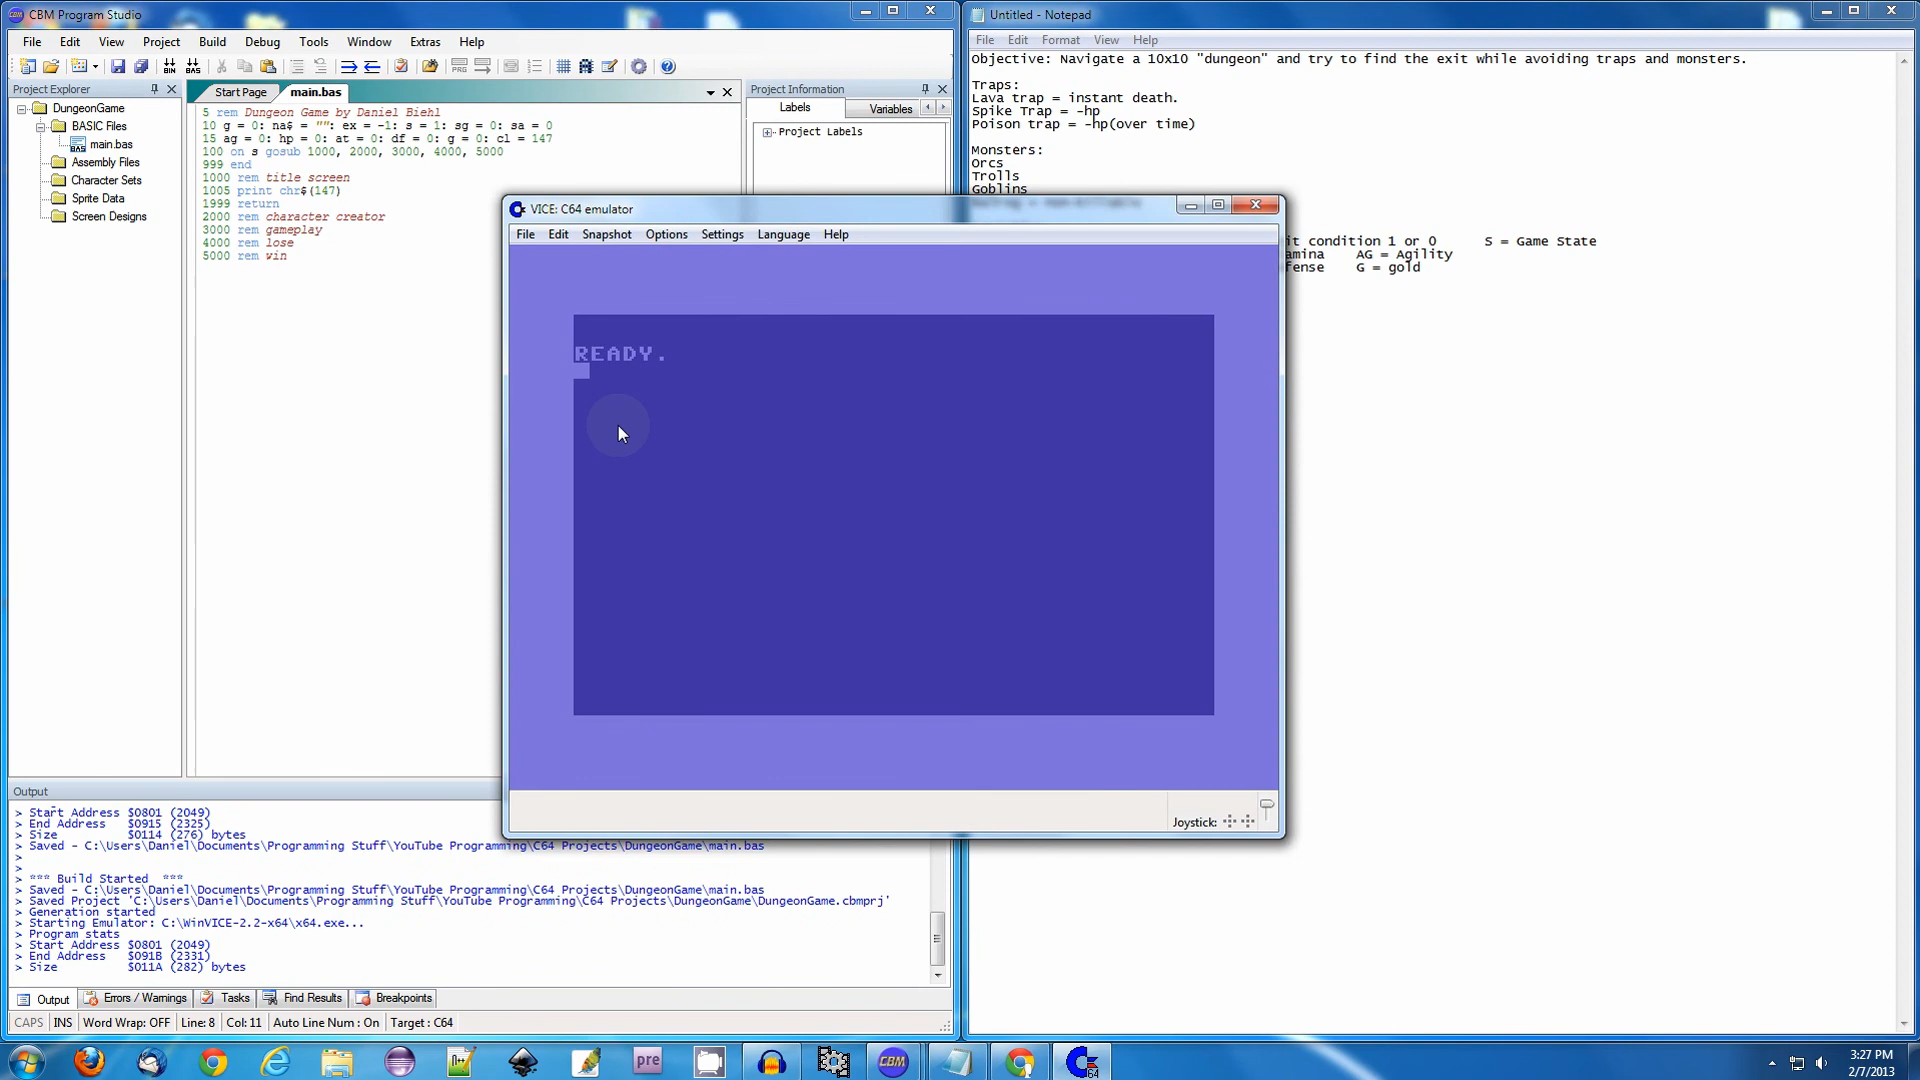 CBM Program Studio
File Edit View Project Build Debug Tools Window Extras Help
Project Explorer
DungeonGame
BASIC Files
main.bas
Assembly Files
Character Sets
Sprite Data
Screen Designs
Start Page main.bas
5 rem Dungeon Game by Daniel Biehl
10 g = 0: na$ = "": ex = -1: s = 1: sg = 0: sa = 0
15 ag = 0: hp = 0: at = 0: df = 0: g = 0: cl = 147
100 on s gosub 1000, 2000, 3000, 4000, 5000
999 end
1000 rem title screen
1005 print chr$(147)
1999 return
2000 rem character creator
3000 rem gameplay
4000 rem lose
5000 rem win
Project Information
Labels Variables
Project Labels
Untitled - Notepad
File Edit Format View Help
Objective: Navigate a 10x10 "dungeon" and try to find the exit while avoiding traps and monsters.
Traps:
Lava trap = instant death.
Spike Trap = -hp
Poison trap = -hp(over time)
Monsters:
Orcs
Trolls
Goblins
it condition 1 or 0 S = Game State
amina AG = Agility
fense G = gold
VICE: C64 emulator
File Edit Snapshot Options Settings Language Help
READY.
Joystick:
Output
> Start Address $0801 (2049)
> End Address $0915 (2325)
> Size $0114 (276) bytes
> Saved - C:\Users\Daniel\Documents\Programming Stuff\YouTube Programming\C64 Projects\DungeonGame\main.bas
>
> *** Build Started ***
> Saved - C:\Users\Daniel\Documents\Programming Stuff\YouTube Programming\C64 Projects\DungeonGame\main.bas
> Saved Project 'C:\Users\Daniel\Documents\Programming Stuff\YouTube Programming\C64 Projects\DungeonGame\DungeonGame.cbmprj'
> Generation started
> Starting Emulator: C:\WinVICE-2.2-x64\x64.exe...
> Program stats
> Start Address $0801 (2049)
> End Address $091B (2331)
> Size $011A (282) bytes
Output Errors / Warnings Tasks Find Results Breakpoints
CAPS INS Word Wrap: OFF Line: 8 Col: 11 Auto Line Num : On Target : C64
pre CBM 64
3:27 PM
2/7/2013